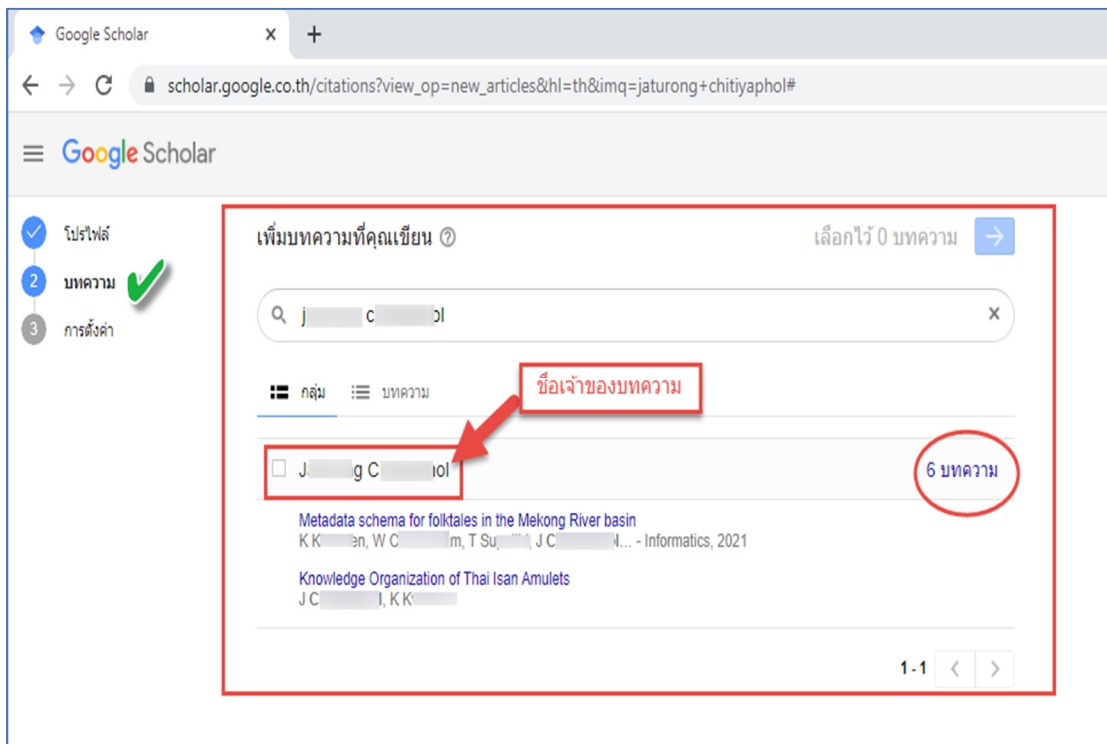 Google Scholar
scholar.google.co.th/citations?view_op=new_articles&hl=th&imq=jaturong+chitiyaphol#
Google Scholar
โปรไฟล์
2 บทความ
3 การตั้งค่า
เพิ่มบทความที่คุณเขียน
เลือกไว้ 0 บทความ
j c ol
กลุ่ม บทความ
ชื่อเจ้าของบทความ
J g C hol
6 บทความ
Metadata schema for folktales in the Mekong River basin
K K en, W C m, T Su , J C ... - Informatics, 2021
Knowledge Organization of Thai Isan Amulets
J C l, K K
1-1